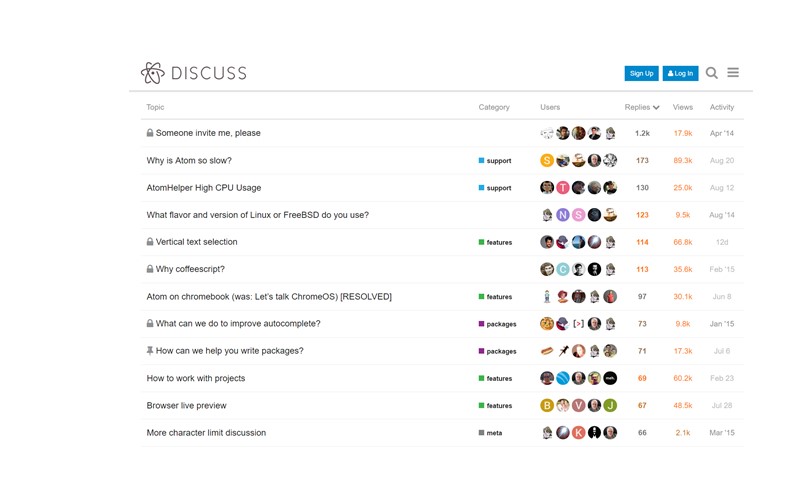 DISCUSS Sign Up Log In
Topic Category Users Replies Views Activity
Someone invite me, please 1.2k 17.9k Apr '14
Why is Atom so slow? support S 173 89.3k Aug 20
AtomHelper High CPU Usage support T 130 25.0k Aug 12
What flavor and version of Linux or FreeBSD do you use? N S 123 9.5k Aug '14
Vertical text selection features 114 66.8k 12d
Why coffeescript? C 113 35.6k Feb '15
Atom on chromebook (was: Let's talk ChromeOS) [RESOLVED] features 97 30.1k Jun 8
What can we do to improve autocomplete? packages 73 9.8k Jan '15
How can we help you write packages? packages 71 17.3k Jul 6
How to work with projects features 69 60.2k Feb 23
Browser live preview features B V J 67 48.5k Jul 28
More character limit discussion meta K 66 2.1k Mar '15